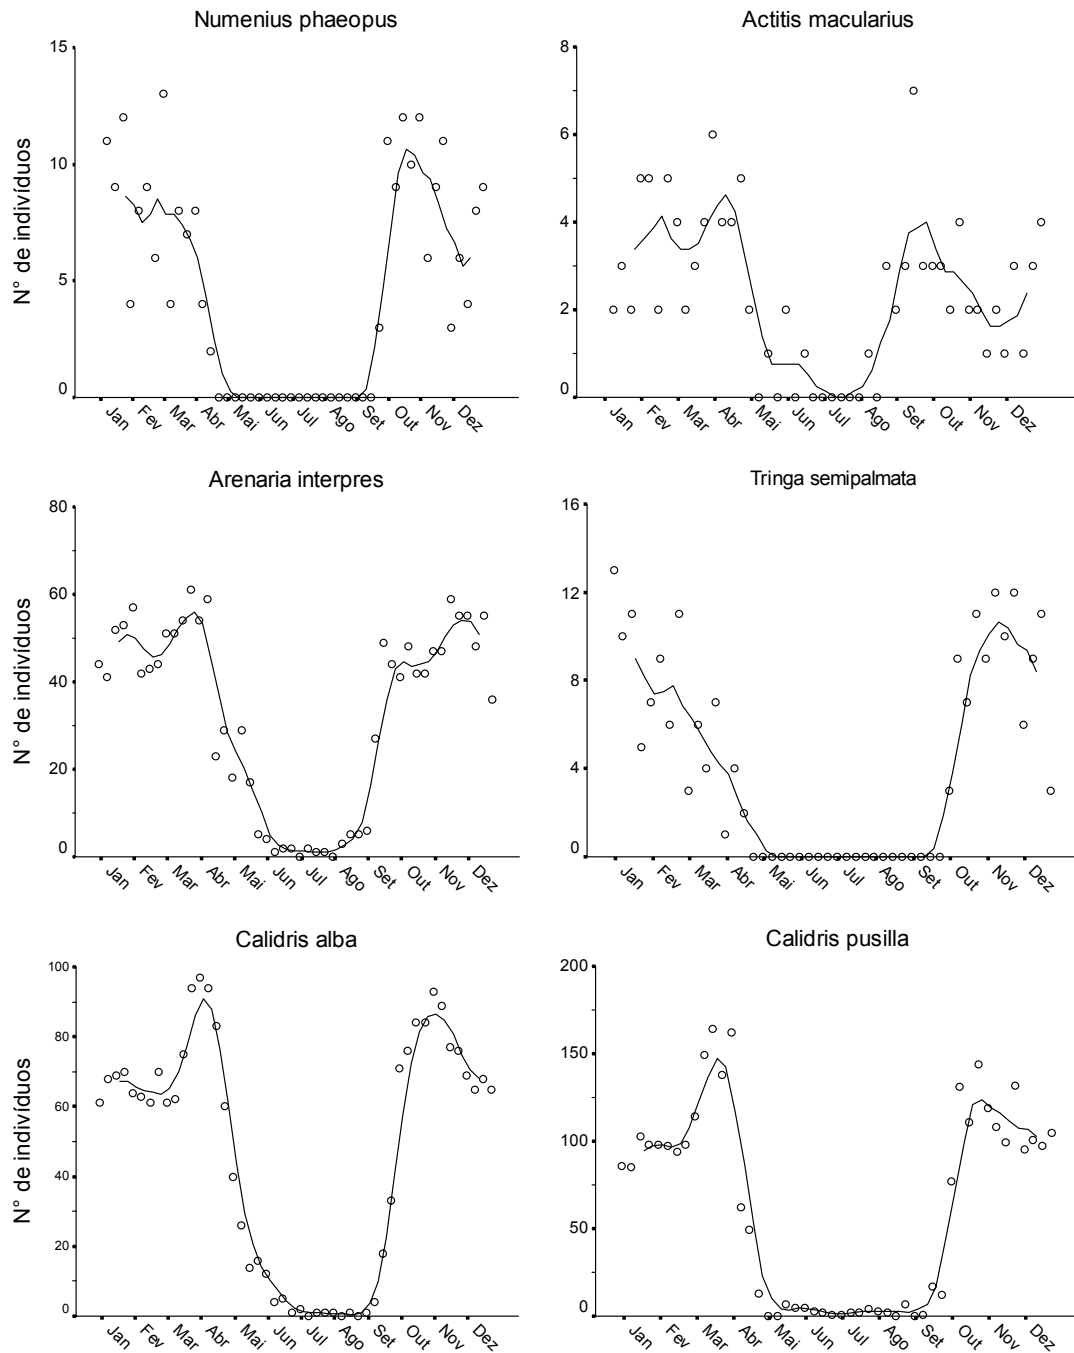 Numenius phaeopus
Actitis macularius
15
10
5
0
N° de indivíduos
Jan Fev Mar Abr Mai Jun Jul Ago Set Out Nov Dez
8
6
4
2
0
Jan Fev Mar Abr Mai Jun Jul Ago Set Out Nov Dez
Arenaria interpres
Tringa semipalmata
80
60
40
20
0
N° de indivíduos
Jan Fev Mar Abr Mai Jun Jul Ago Set Out Nov Dez
16
12
8
4
0
Jan Fev Mar Abr Mai Jun Jul Ago Set Out Nov Dez
Calidris alba
Calidris pusilla
100
80
60
40
20
0
N° de indivíduos
Jan Fev Mar Abr Mai Jun Jul Ago Set Out Nov Dez
200
150
100
50
0
Jan Fev Mar Abr Mai Jun Jul Ago Set Out Nov Dez